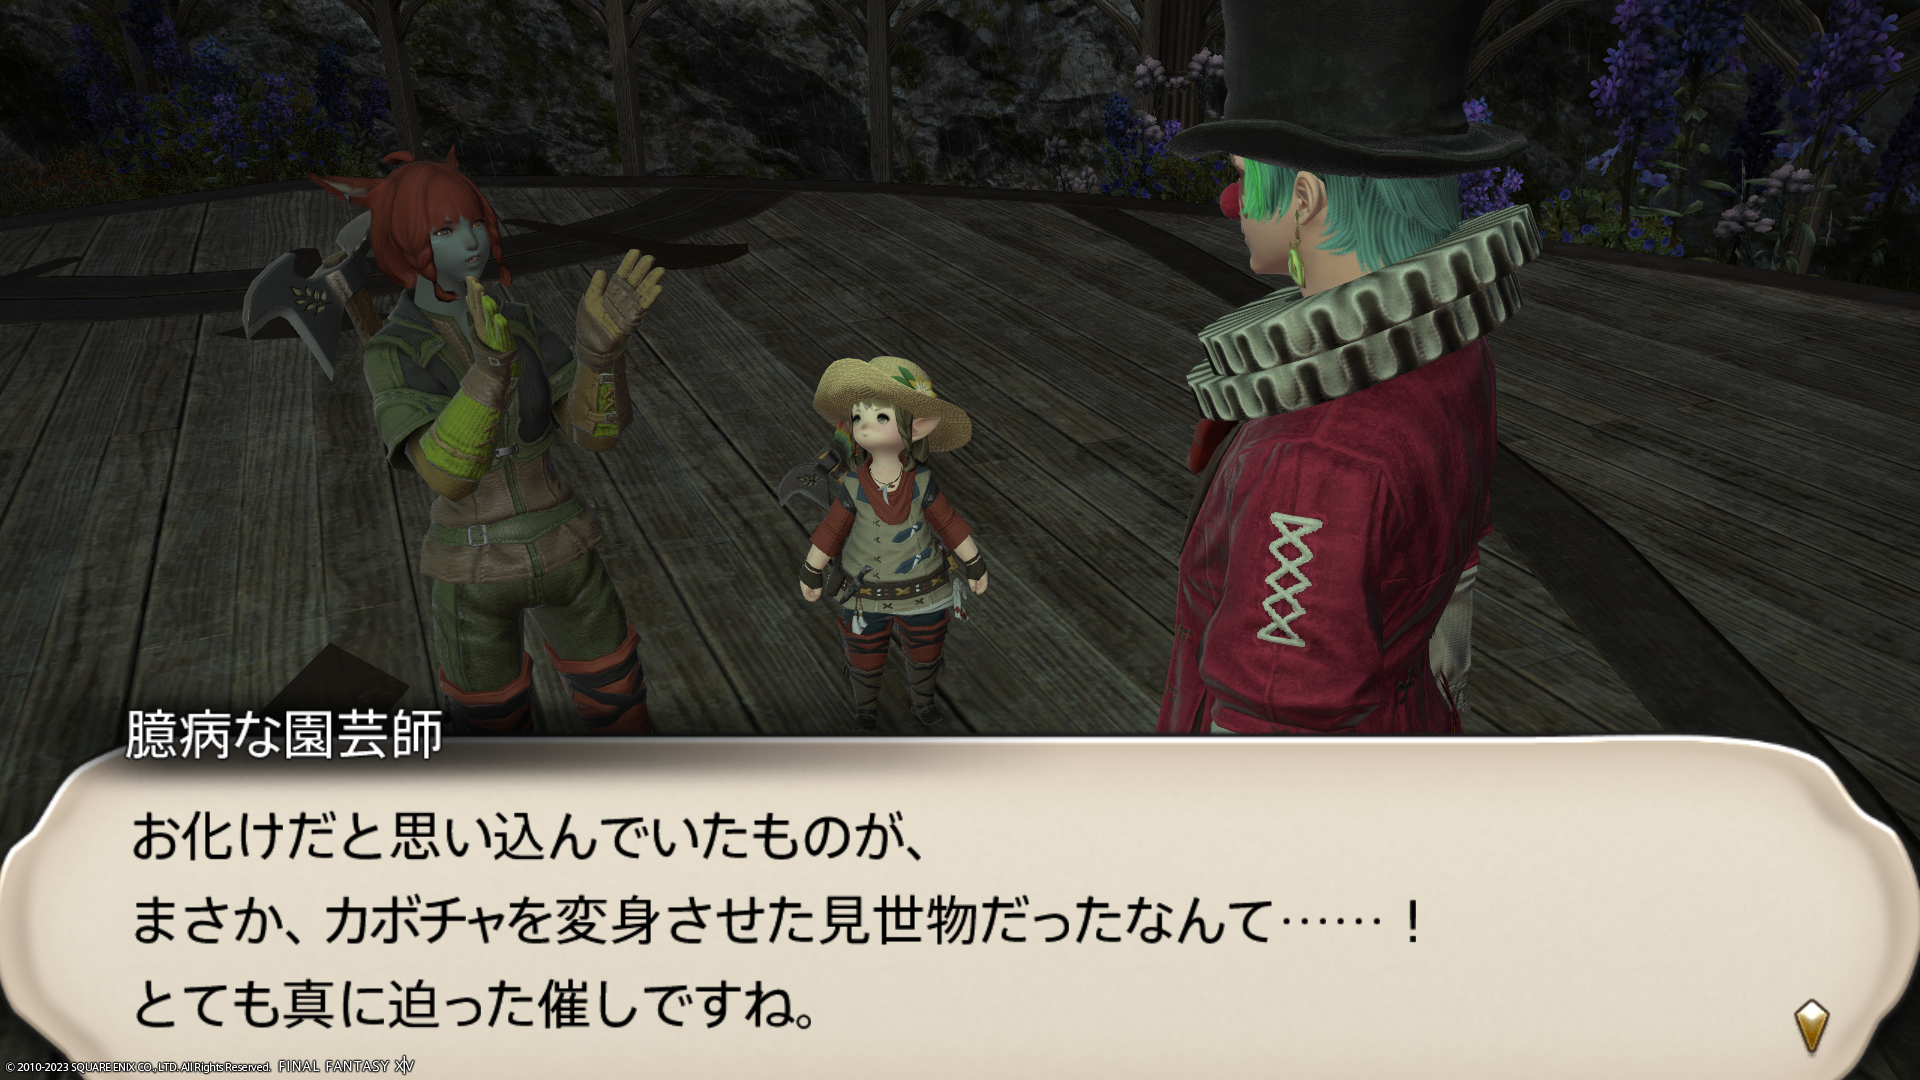 臆病な園芸師
お化けだと思い込んでいたものが、
まさか、カボチャを変身させた見世物だったなんて……！
とても真に迫った催しですね。
© 2010-2023 SQUARE ENIX CO., LTD. All Rights Reserved. FINAL FANTASY XIV